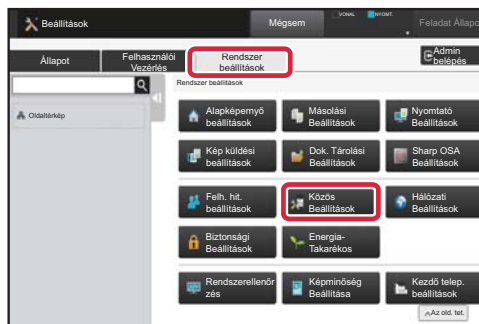 Beállítások
Mégsem
VONAL
NYOMT.
Feladat Állapo
Állapot
Felhasználói
Vezérlés
Rendszer
beállítások
Admin
belépés
Rendszer beállítások
Oldaltérkép
Alapképernyő
beállítások
Másolási
Beállítások
Nyomtató
Beállítások
Kép küldési
beállítások
Dok. Tárolási
Beállítások
Sharp OSA
Beállítások
Felh. hit.
beállítások
Közös
Beállítások
Hálózati
Beállítások
Biztonsági
Beállítások
Energia-
Takarékos
Rendszerellenőr
zés
Képminőség
Beállítása
Kezdő telep.
beállítások
Az old. tet.